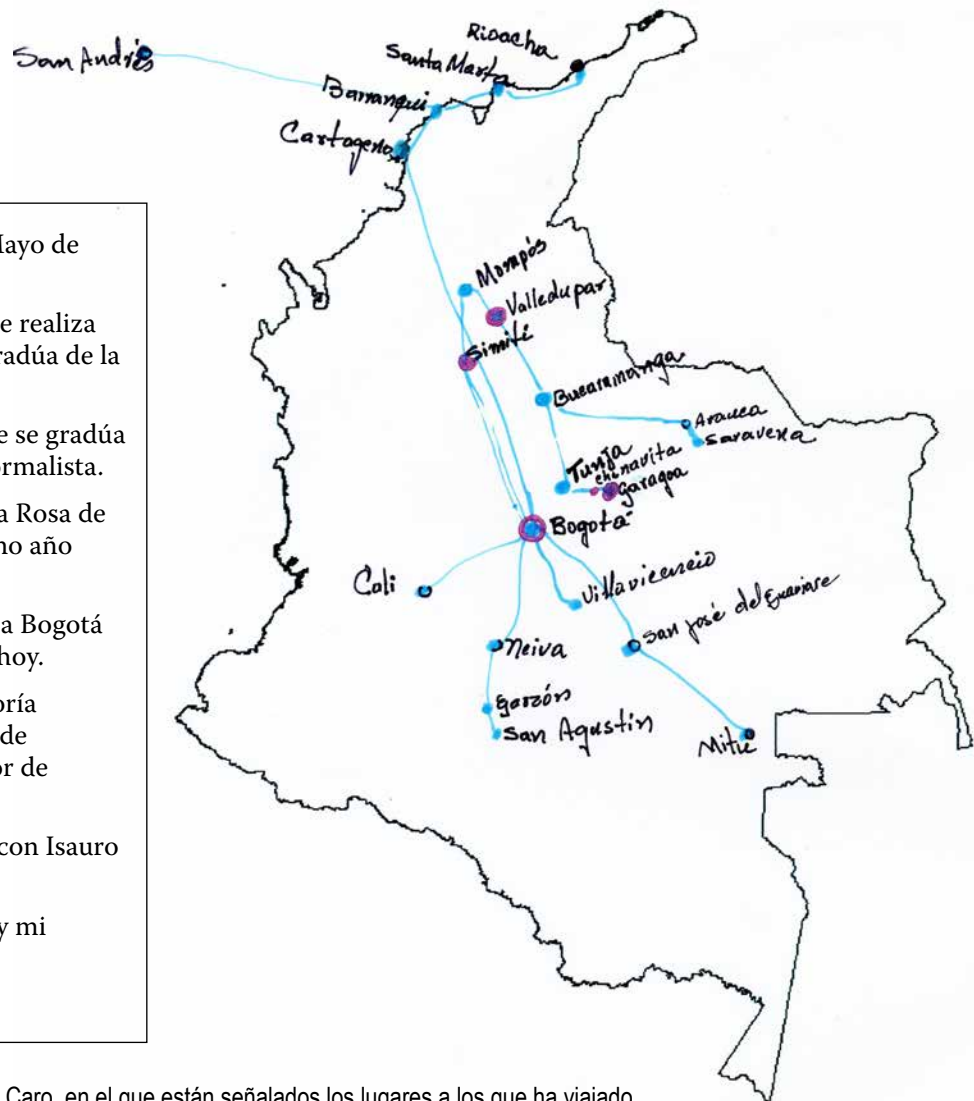 San Andrés
Rioacha
Santa Marta
Barranqui
Cartagena
Mompós
Valledupar
Simití
Bucaramanga
Arauca
Saravena
Tunja
chinavita
Garagoa
Bogotá
Cali
Villavicencio
San José del Guaviare
Neiva
Garzón
San Agustín
Mitú
Mayo de
e realiza
radúa de la
e se gradúa
ormalista.
a Rosa de
no año
a Bogotá
hoy.
oría
de
or de
con Isauro
y mi
Caro, en el que están señalados los lugares a los que ha viajado